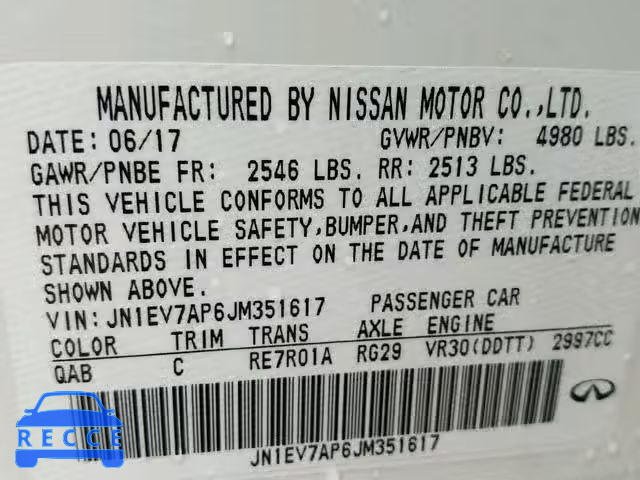 MANUFACTURED BY NISSAN MOTOR CO.,LTD.
DATE: 06/17 GVWR/PNBV: 4980 LBS.
GAWR/PNBE FR: 2546 LBS. RR: 2513 LBS.
THIS VEHICLE CONFORMS TO ALL APPLICABLE FEDERAL
MOTOR VEHICLE SAFETY,BUMPER,AND THEFT PREVENTION
STANDARDS IN EFFECT ON THE DATE OF MANUFACTURE
SHOWN ABOVE.
VIN:JN1EV7AP6JM351617 PASSENGER CAR
COLOR TRIM TRANS AXLE ENGINE
QAB C RE7R01A RG29 VR30(DDTT) 2997CC
JN1EV7AP6JM351617
RECCE